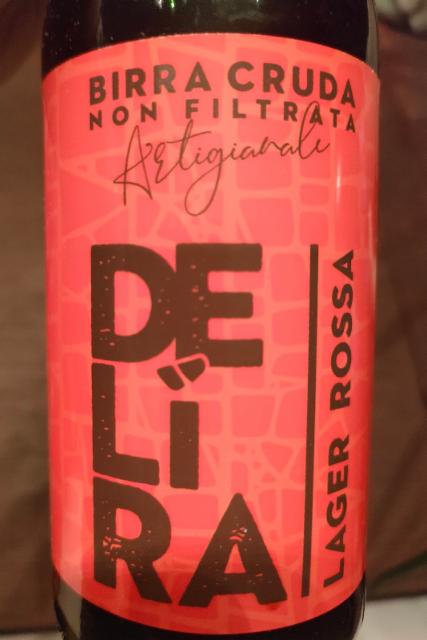 BIRRA CRUDA
NON FILTRATA
Artigianale
DE
LÌ
RA
LAGER ROSSA